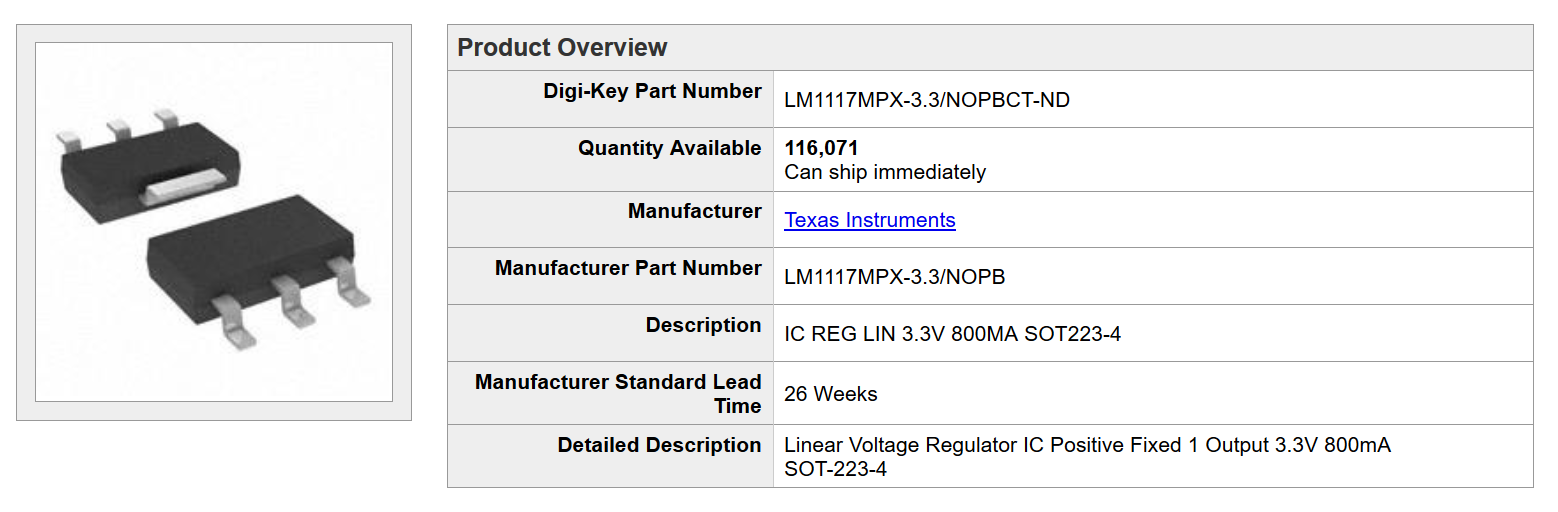 Product Overview
Digi-Key Part Number
LM1117MPX-3.3/NOPBCT-ND
Quantity Available
116,071
Can ship immediately
Manufacturer
Texas Instruments
Manufacturer Part Number
LM1117MPX-3.3/NOPB
Description
IC REG LIN 3.3V 800MA SOT223-4
Manufacturer Standard Lead
Time
26 Weeks
Detailed Description
Linear Voltage Regulator IC Positive Fixed 1 Output 3.3V 800mA
SOT-223-4